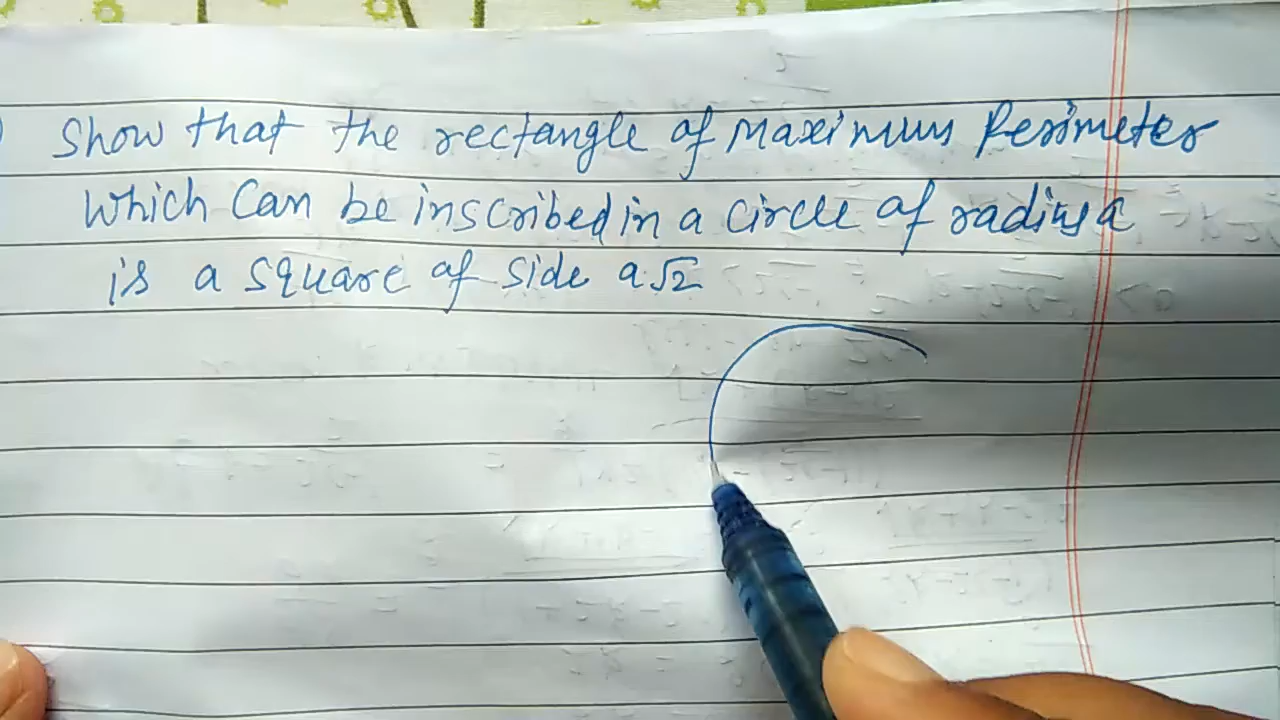 Show that the rectangle of Maximum Perimeter
Which Can be inscribed in a circle of radius a
is a square of side a√2